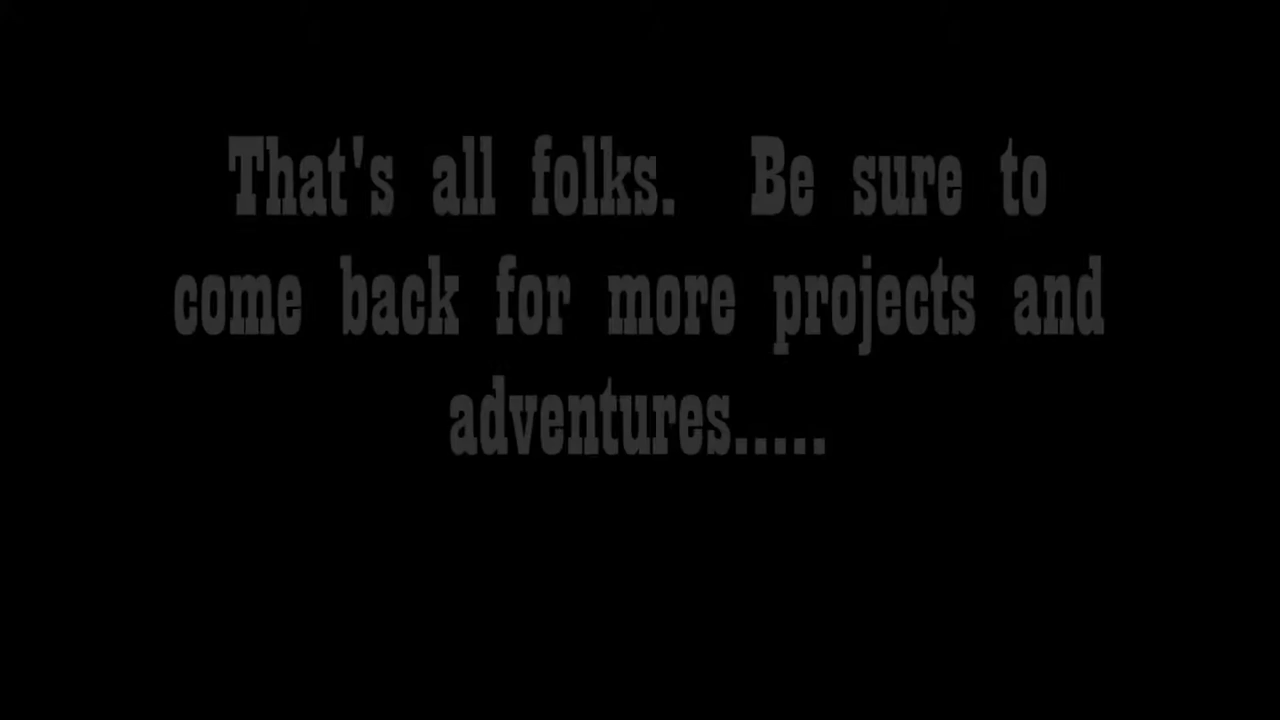 That's all folks.  Be sure to
come back for more projects and
adventures.....